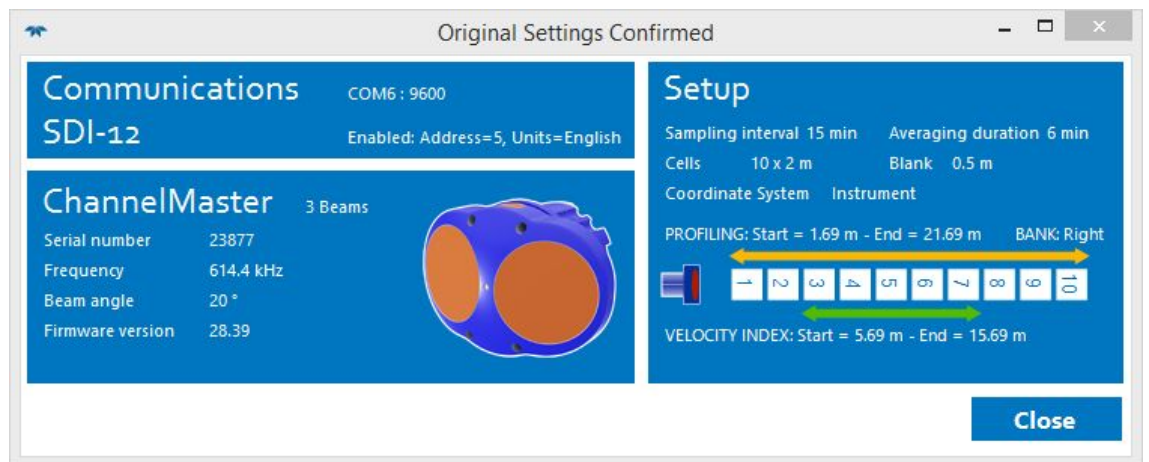 Original Settings Confirmed
Communications COM6 : 9600
SDI-12 Enabled: Address=5, Units=English
ChannelMaster 3 Beams
Serial number 23877
Frequency 614.4 kHz
Beam angle 20 °
Firmware version 28.39
Setup
Sampling interval 15 min Averaging duration 6 min
Cells 10 x 2 m Blank 0.5 m
Coordinate System Instrument
PROFILING: Start = 1.69 m - End = 21.69 m BANK: Right
1 2 3 4 5 6 7 8 9 10
VELOCITY INDEX: Start = 5.69 m - End = 15.69 m
Close